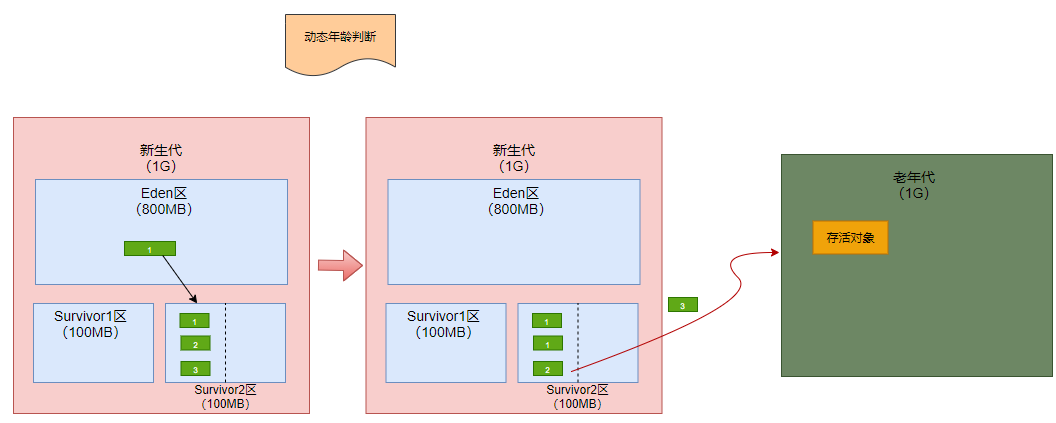 动态年龄判断
新生代
（1G）
Eden区
（800MB）
1
Survivor1区
（100MB）
1
2
3
Survivor2区
（100MB）
新生代
（1G）
Eden区
（800MB）
Survivor1区
（100MB）
1
1
2
Survivor2区
（100MB）
3
老年代
（1G）
存活对象